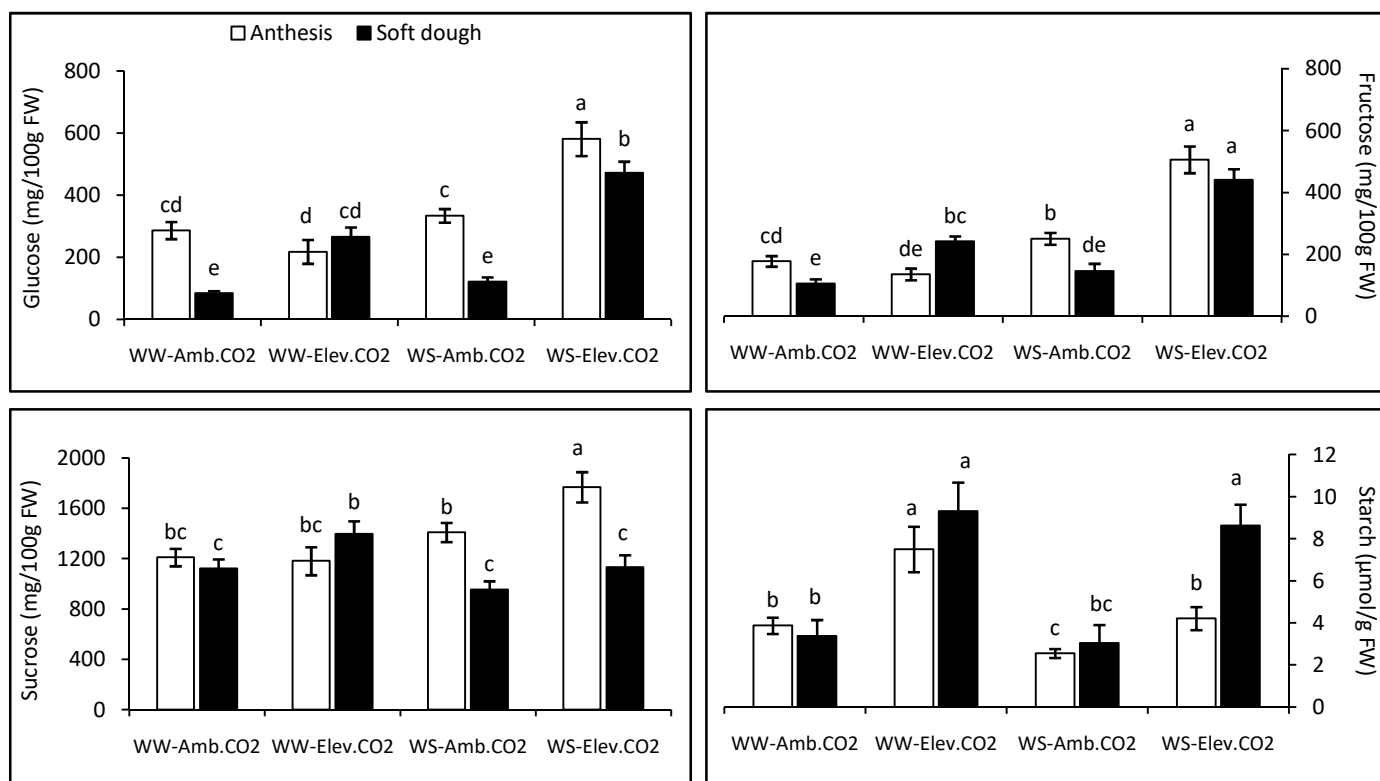 Anthesis Soft dough
Glucose (mg/100g FW)
800
600
400
200
0
cd
e
d
cd
c
e
a
b
WW-Amb.CO2 WW-Elev.CO2 WS-Amb.CO2 WS-Elev.CO2
Fructose (mg/100g FW)
800
600
400
200
0
cd
e
de
bc
b
de
a
a
WW-Amb.CO2 WW-Elev.CO2 WS-Amb.CO2 WS-Elev.CO2
Sucrose (mg/100g FW)
2000
1600
1200
800
400
0
bc
c
bc
b
b
c
a
c
WW-Amb.CO2 WW-Elev.CO2 WS-Amb.CO2 WS-Elev.CO2
Starch (µmol/g FW)
12
10
8
6
4
2
0
b
b
a
a
c
bc
b
a
WW-Amb.CO2 WW-Elev.CO2 WS-Amb.CO2 WS-Elev.CO2